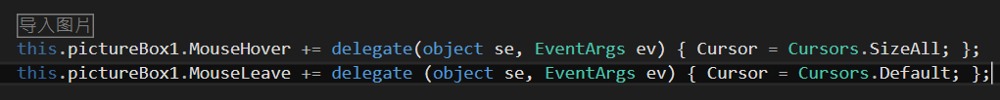 导入图片
this.pictureBox1.MouseHover += delegate(object se, EventArgs ev) { Cursor = Cursors.SizeAll; };
this.pictureBox1.MouseLeave += delegate (object se, EventArgs ev) { Cursor = Cursors.Default; };